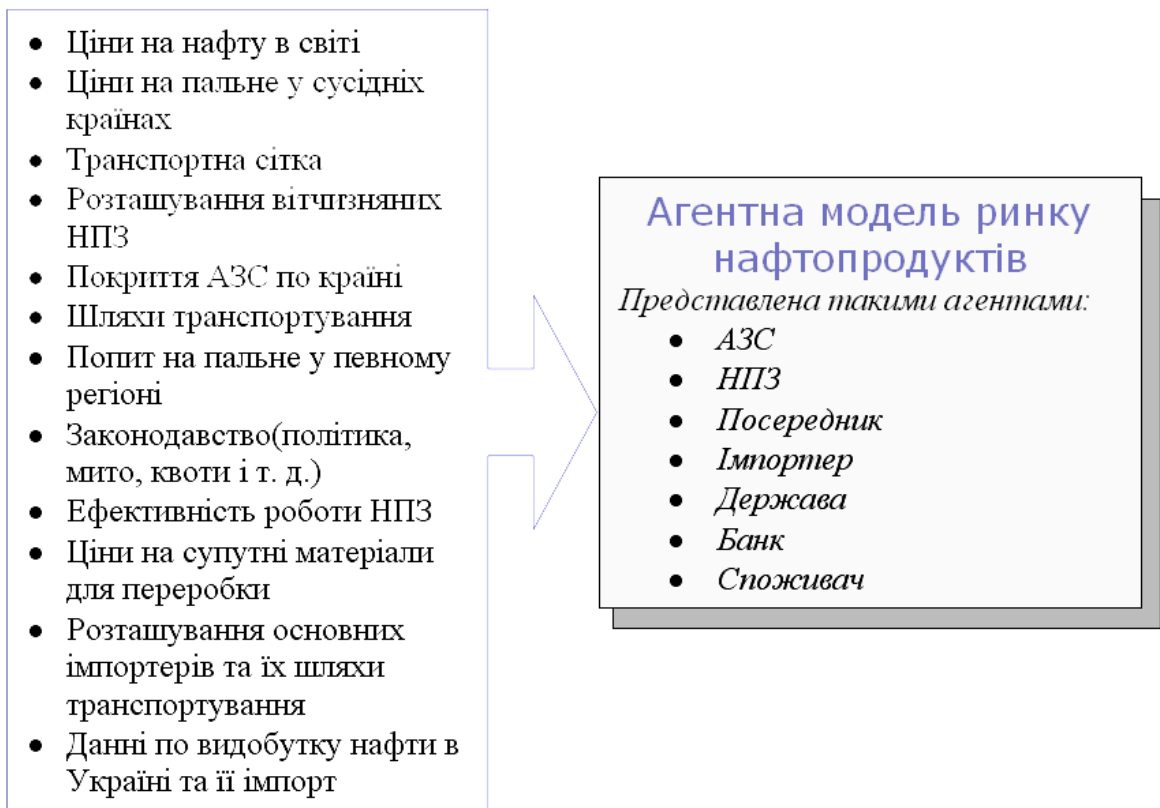 ● Ціни на нафту в світі
● Ціни на пальне у сусідніх
країнах
● Транспортна сітка
● Розташування вітчизняних
НПЗ
● Покриття АЗС по країні
● Шляхи транспортування
● Попит на пальне у певному
регіоні
● Законодавство(політика,
мито, квоти і т. д.)
● Ефективність роботи НПЗ
● Ціни на супутні матеріали
для переробки
● Розташування основних
імпортерів та їх шляхи
транспортування
● Данні по видобутку нафти в
Україні та її імпорт
Агентна модель ринку
нафтопродуктів
Представлена такими агентами:
● АЗС
● НПЗ
● Посередник
● Імпортер
● Держава
● Банк
● Споживач